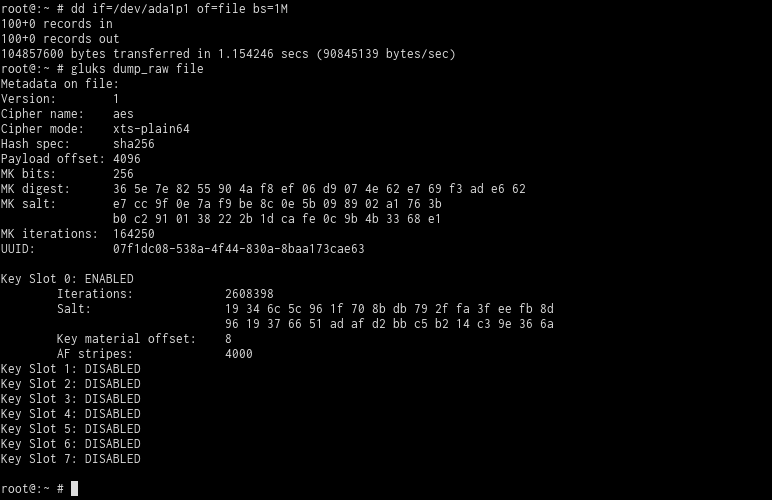 root@:~ # dd if=/dev/ada1p1 of=file bs=1M
100+0 records in
100+0 records out
104857600 bytes transferred in 1.154246 secs (90845139 bytes/sec)
root@:~ # gluks dump_raw file
Metadata on file:
Version:        1
Cipher name:    aes
Cipher mode:    xts-plain64
Hash spec:      sha256
Payload offset: 4096
MK bits:        256
MK digest:      36 5e 7e 82 55 90 4a f8 ef 06 d9 07 4e 62 e7 69 f3 ad e6 62
MK salt:        e7 cc 9f 0e 7a f9 be 8c 0e 5b 09 89 02 a1 76 3b
                b0 c2 91 01 38 22 2b 1d ca fe 0c 9b 4b 33 68 e1
MK iterations:  164250
UUID:           07f1dc08-538a-4f44-830a-8baa173cae63

Key Slot 0: ENABLED
        Iterations:             2608398
        Salt:                   19 34 6c 5c 96 1f 70 8b db 79 2f fa 3f ee fb 8d
                                96 19 37 66 51 ad af d2 bb c5 b2 14 c3 9e 36 6a
        Key material offset:    8
        AF stripes:             4000
Key Slot 1: DISABLED
Key Slot 2: DISABLED
Key Slot 3: DISABLED
Key Slot 4: DISABLED
Key Slot 5: DISABLED
Key Slot 6: DISABLED
Key Slot 7: DISABLED

root@:~ #